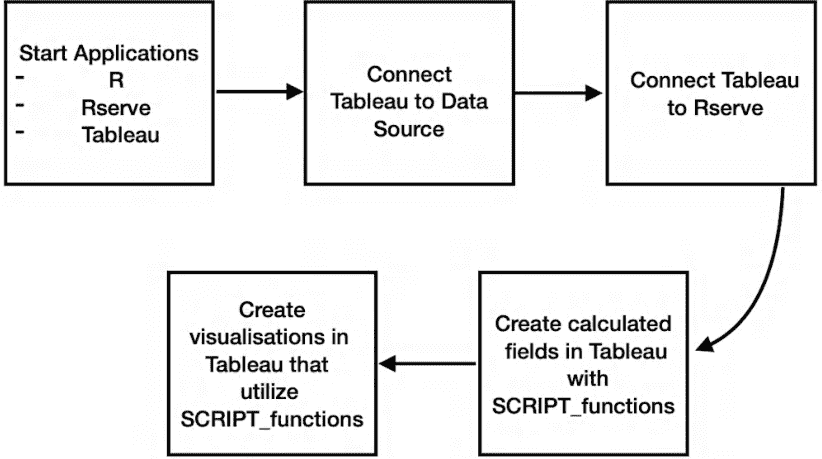 Start Applications
- R
- Rserve
- Tableau
Connect
Tableau to Data
Source
Connect Tableau
to Rserve
Create calculated
fields in Tableau
with
SCRIPT_functions
Create
visualisations in
Tableau that
utilize
SCRIPT_functions